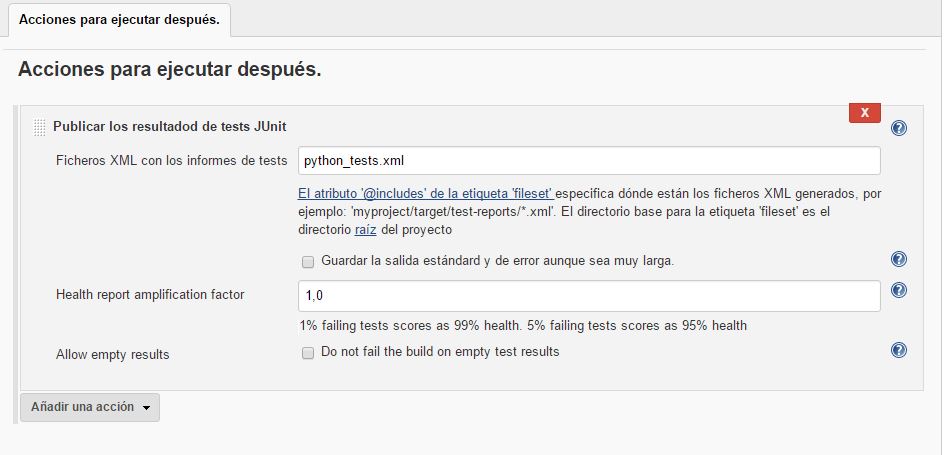 Acciones para ejecutar después.
Acciones para ejecutar después.
X
Publicar los resultadod de tests JUnit
?
Ficheros XML con los informes de tests
python_tests.xml
El atributo '@includes' de la etiqueta 'fileset' especifica dónde están los ficheros XML generados, por
ejemplo: 'myproject/target/test-reports/*.xml'. El directorio base para la etiqueta 'fileset' es el
directorio raíz del proyecto
Guardar la salida estándard y de error aunque sea muy larga.
?
Health report amplification factor
1,0
?
1% failing tests scores as 99% health. 5% failing tests scores as 95% health
Allow empty results
Do not fail the build on empty test results
?
Añadir una acción